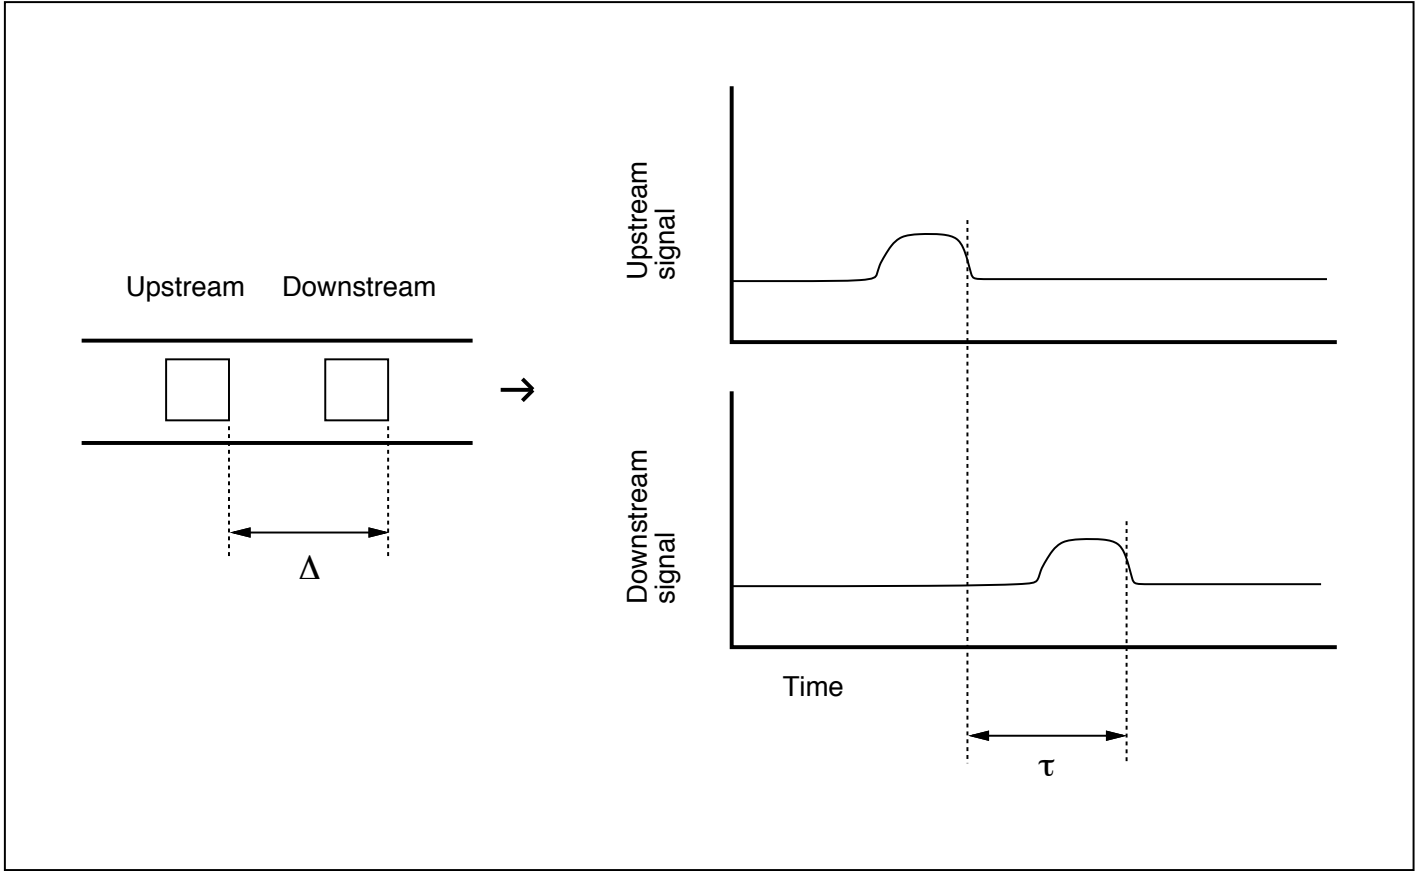 Upstream
Downstream
Δ
Upstream
signal
Downstream
signal
Time
τ